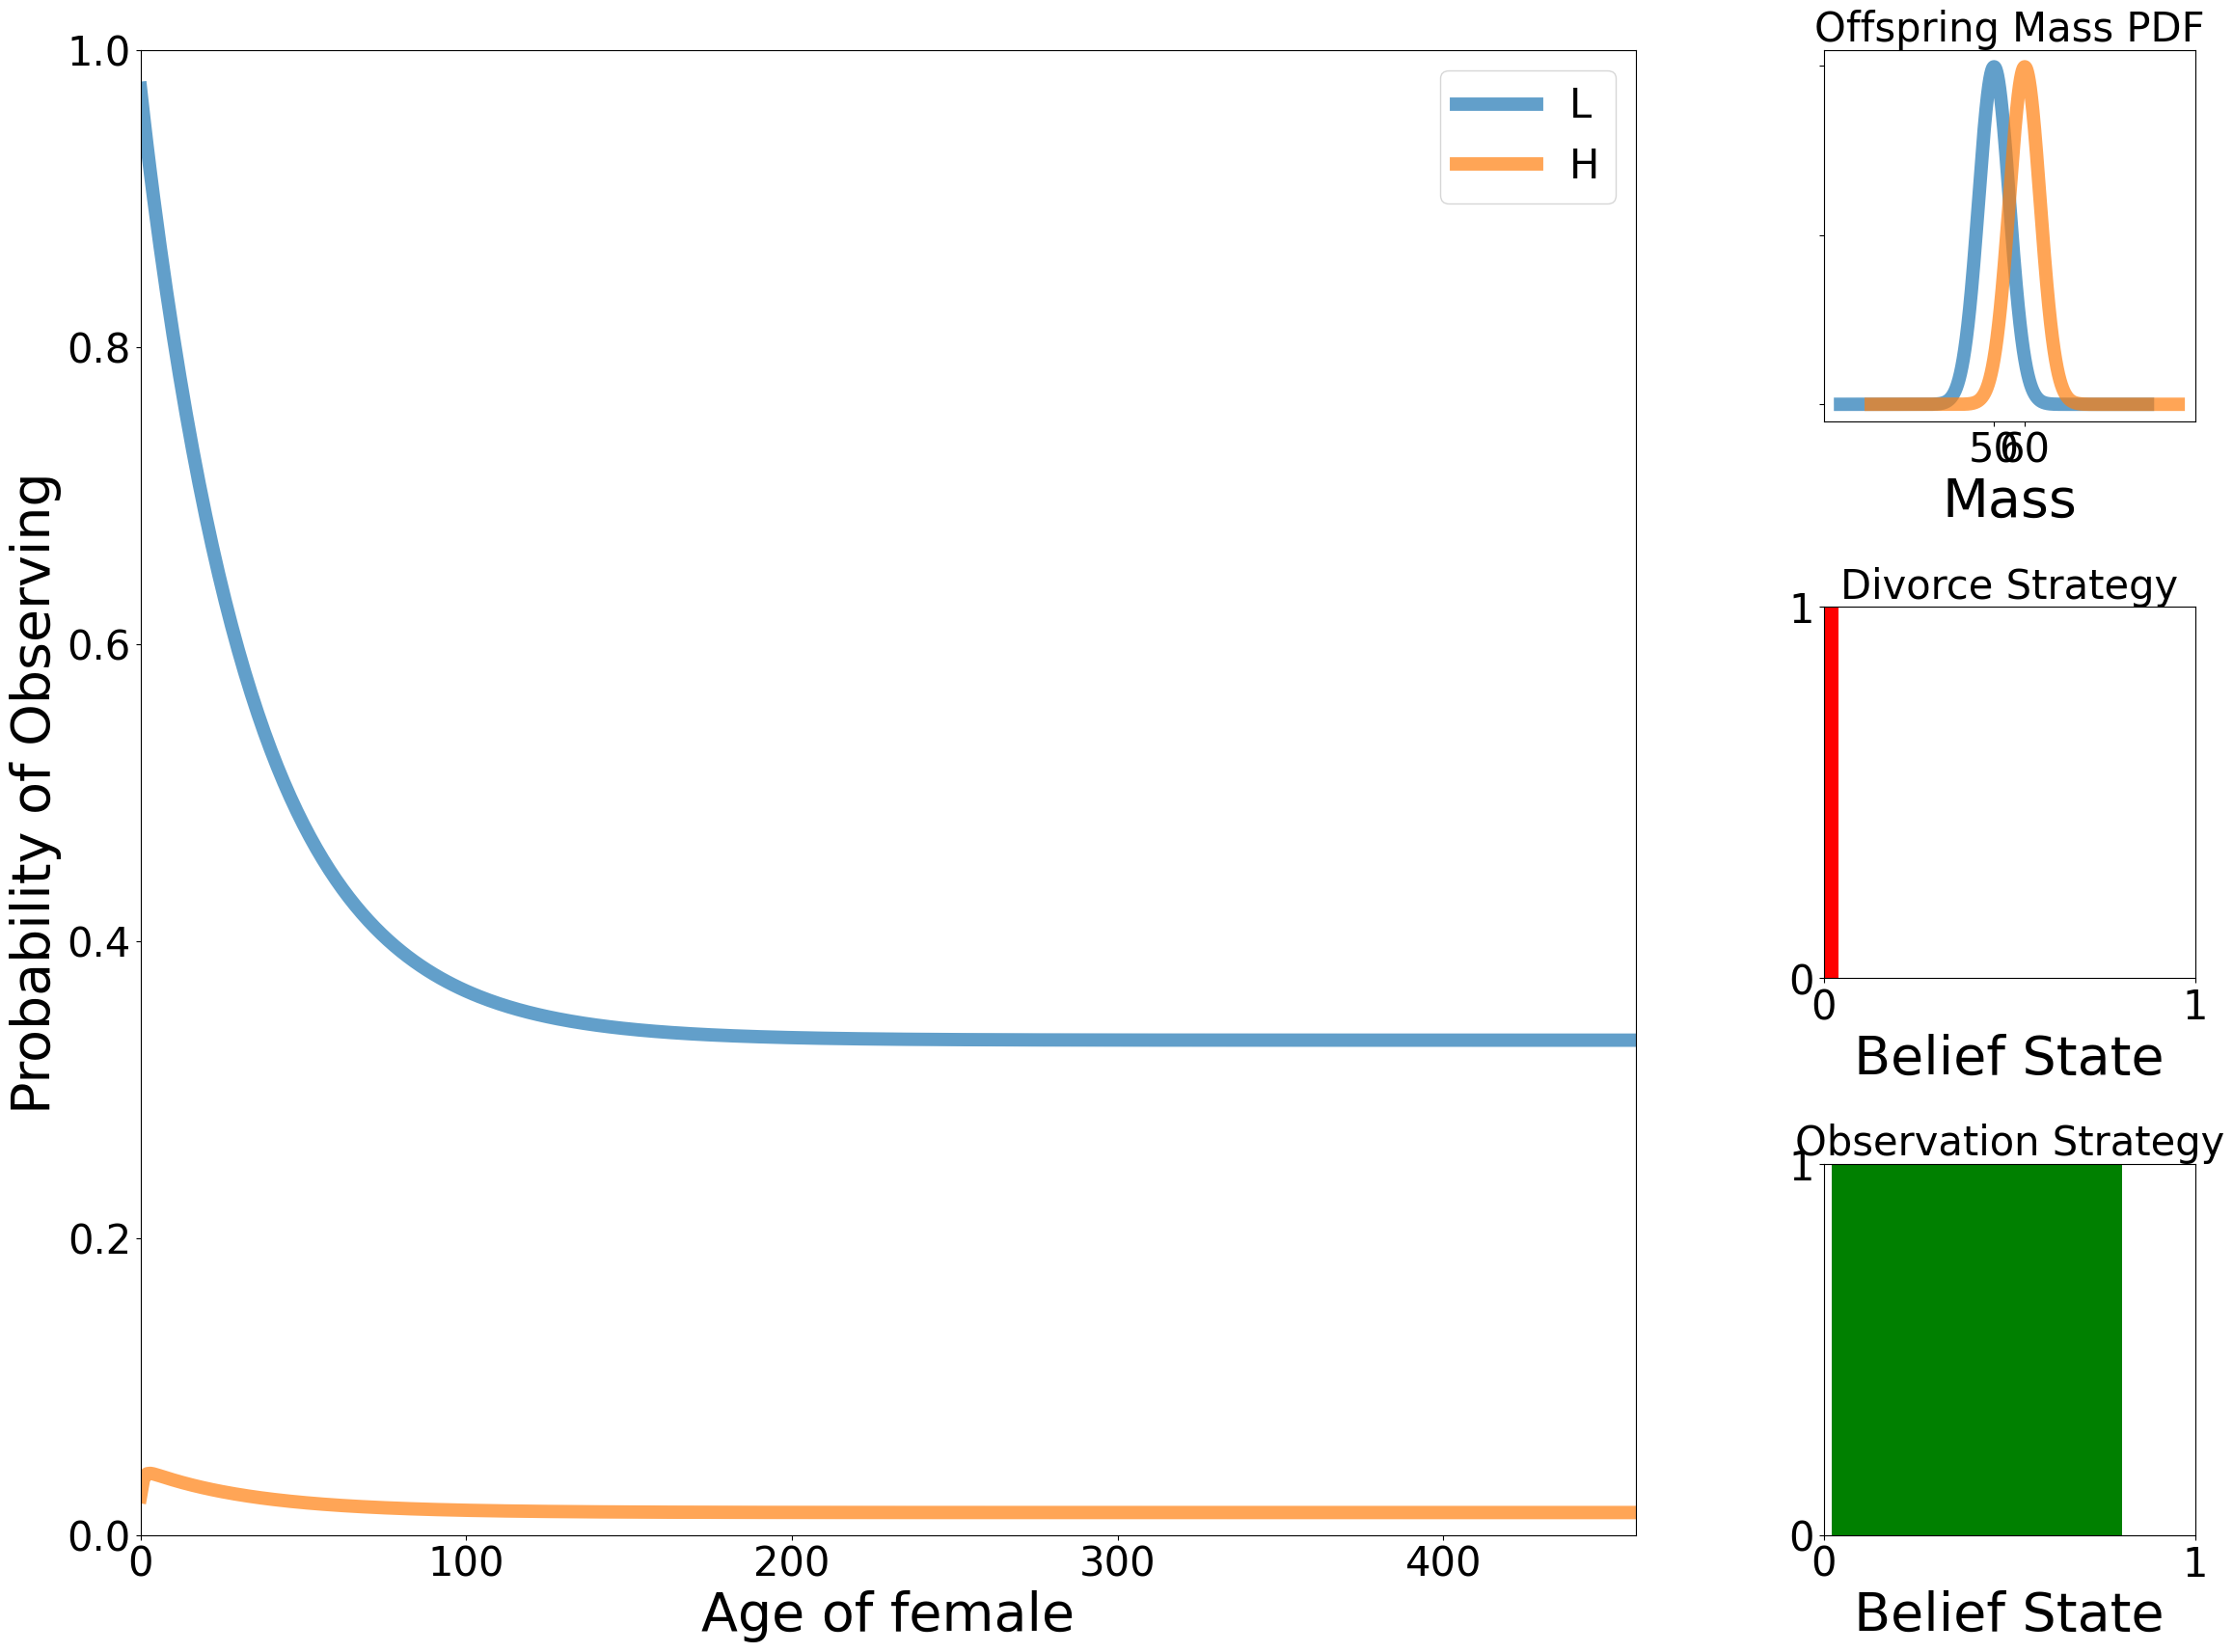 Probability of Observing
1.0
0.8
0.6
0.4
0.2
0.0
0 100 200 300 400
Age of female
L
H
Offspring Mass PDF
50 60
Mass
Divorce Strategy
1
0
0 1
Belief State
Observation Strategy
1
0
0 1
Belief State